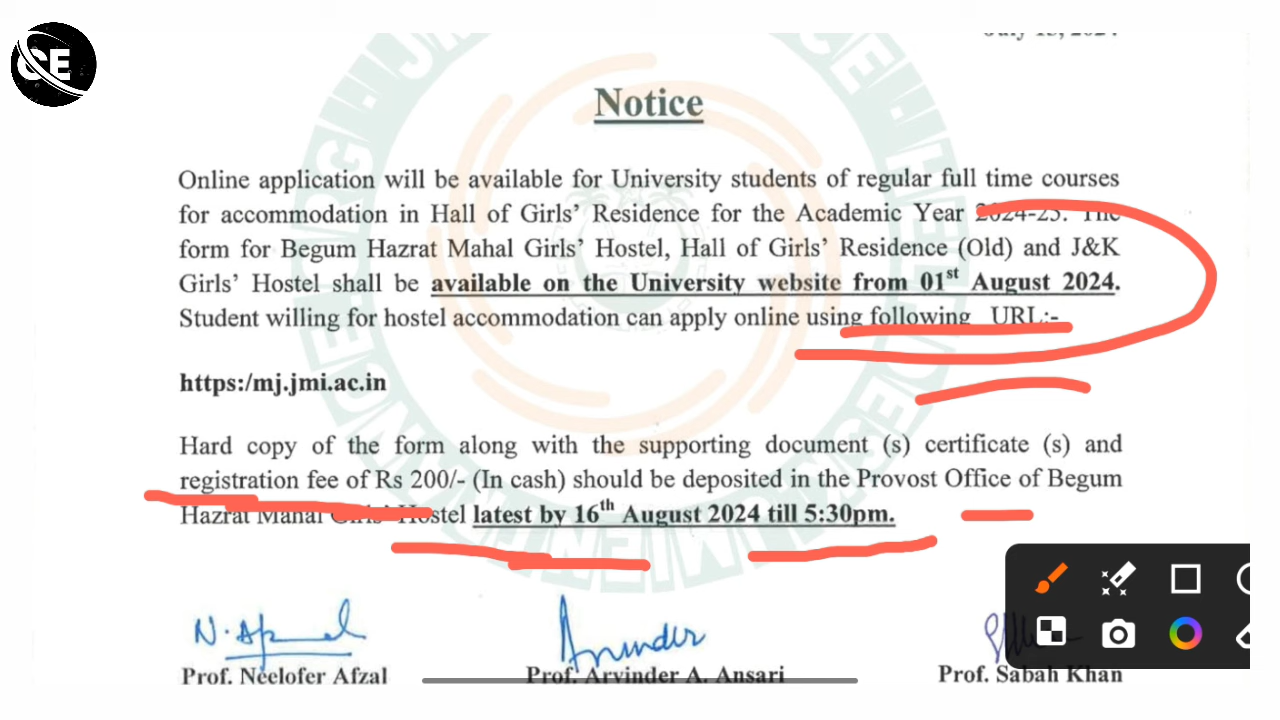 CE
Notice
Online application will be available for University students of regular full time courses
for accommodation in Hall of Girls' Residence for the Academic Year 2024-25. The
form for Begum Hazrat Mahal Girls' Hostel, Hall of Girls' Residence (Old) and J&K
Girls' Hostel shall be available on the University website from 01st August 2024.
Student willing for hostel accommodation can apply online using following URL:-
https:/mj.jmi.ac.in
Hard copy of the form along with the supporting document (s) certificate (s) and
registration fee of Rs 200/- (In cash) should be deposited in the Provost Office of Begum
Hazrat Mahal Girls' Hostel latest by 16th August 2024 till 5:30pm.
N. Afzal
Arvinder
Prof. Neelofer Afzal Prof. Arvinder A. Ansari Prof. Sabah Khan